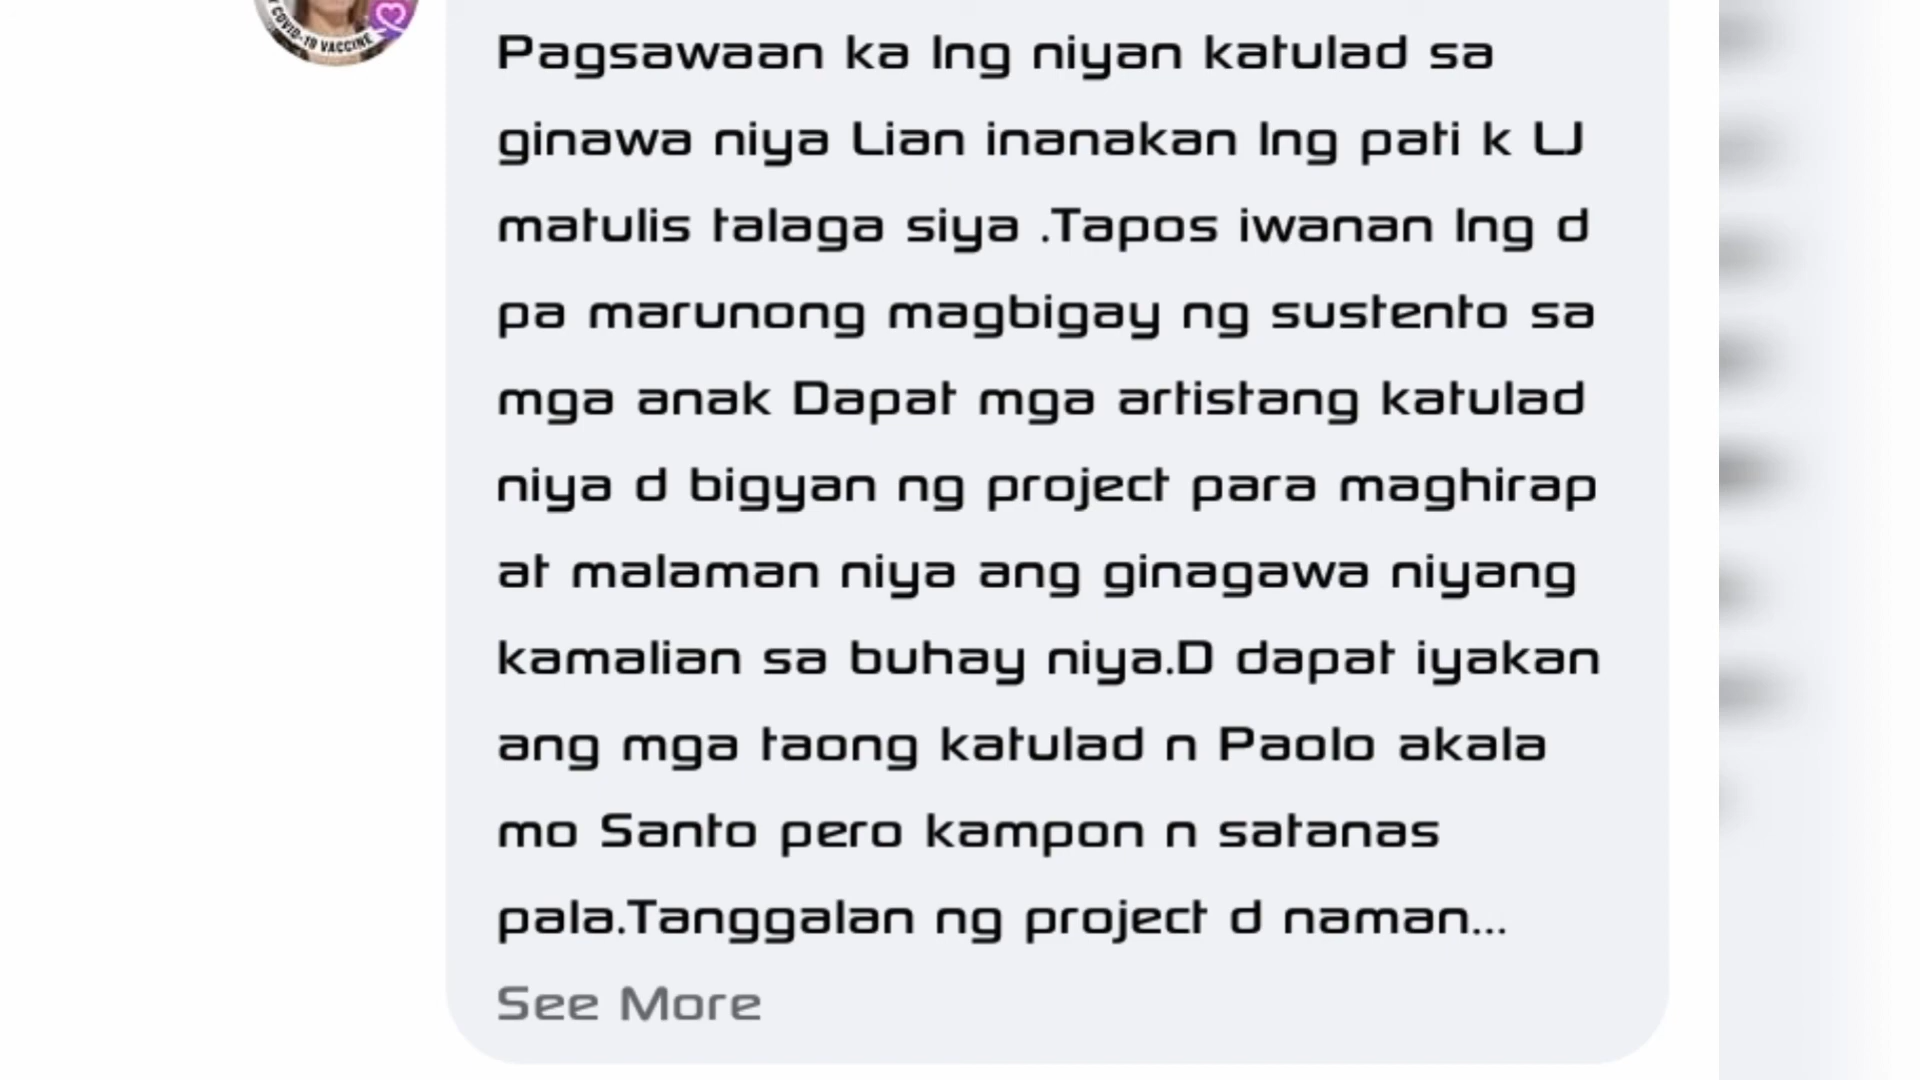 COVID-19 VACCINE
Pagsawaan ka lng niyan katulad sa
ginawa niya Lian inanakan lng pati k LJ
matulis talaga siya .Tapos iwanan lng d
pa marunong magbigay ng sustento sa
mga anak Dapat mga artistang katulad
niya d bigyan ng project para maghirap
at malaman niya ang ginagawa niyang
kamalian sa buhay niya.D dapat iyakan
ang mga taong katulad n Paolo akala
mo Santo pero kampon n satanas
pala.Tanggalan ng project d naman...
See More